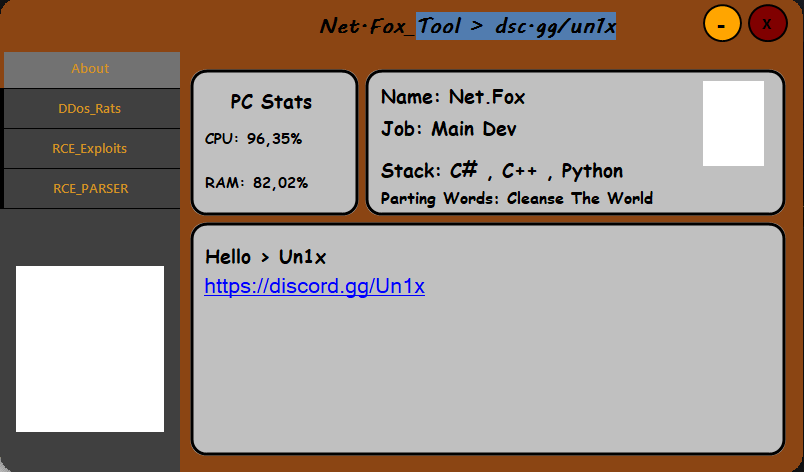 Net.Fox_Tool > dsc.gg/un1x
- X
About
DDos_Rats
RCE_Exploits
RCE_PARSER
PC Stats
CPU: 96,35%
RAM: 82,02%
Name: Net.Fox
Job: Main Dev
Stack: C# , C++ , Python
Parting Words: Cleanse The World
Hello > Un1x
https://discord.gg/Un1x